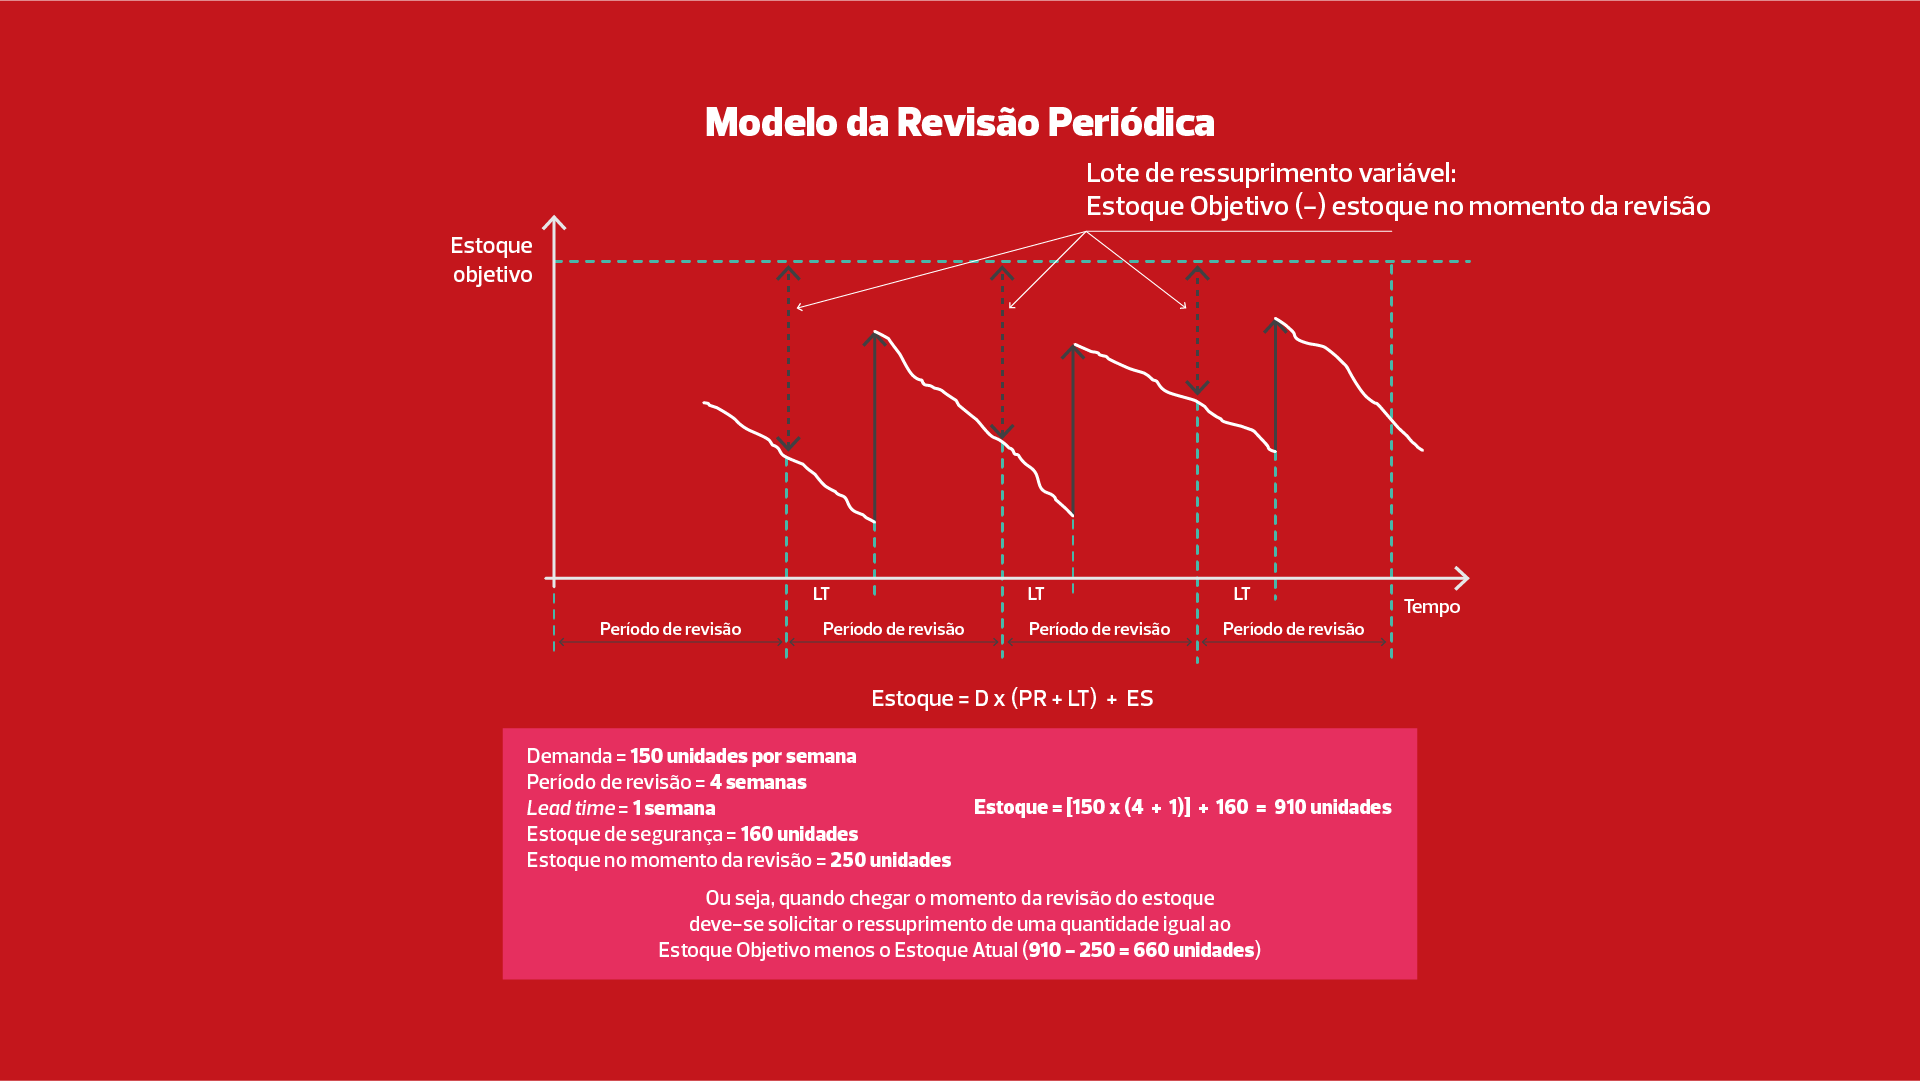 Modelo da Revisão Periódica
Lote de ressuprimento variável:
Estoque Objetivo (-) estoque no momento da revisão
Estoque
objetivo
LT
LT
LT
Tempo
Período de revisão
Período de revisão
Período de revisão
Período de revisão
Estoque = D x (PR + LT) + ES
Demanda = 150 unidades por semana
Período de revisão = 4 semanas
Lead time = 1 semana
Estoque = [150 x (4 + 1)] + 160 = 910 unidades
Estoque de segurança = 160 unidades
Estoque no momento da revisão = 250 unidades
Ou seja, quando chegar o momento da revisão do estoque
deve-se solicitar o ressuprimento de uma quantidade igual ao
Estoque Objetivo menos o Estoque Atual (910 - 250 = 660 unidades)